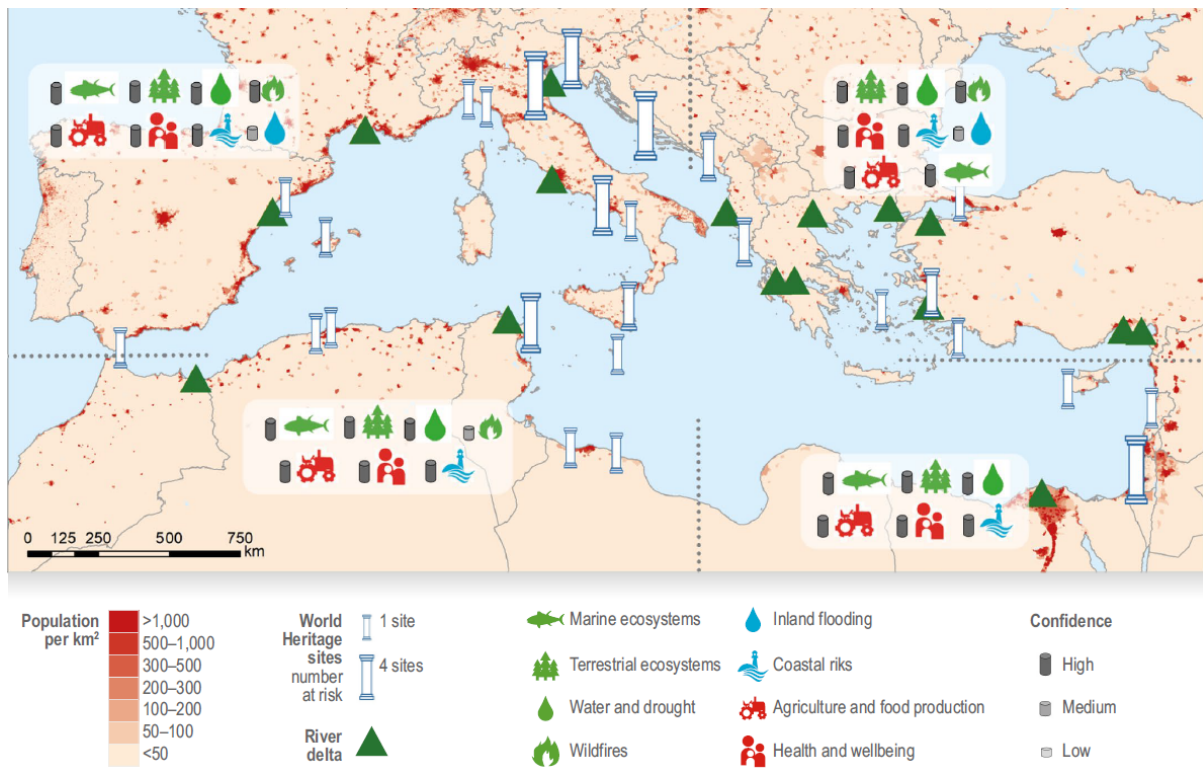 0 125 250 500 750
km
Population
per km²
>1,000
500–1,000
300–500
200–300
100–200
50–100
<50
World
Heritage
sites
number
at risk
1 site
4 sites
River
delta
Marine ecosystems
Terrestrial ecosystems
Water and drought
Wildfires
Inland flooding
Coastal riks
Agriculture and food production
Health and wellbeing
Confidence
High
Medium
Low